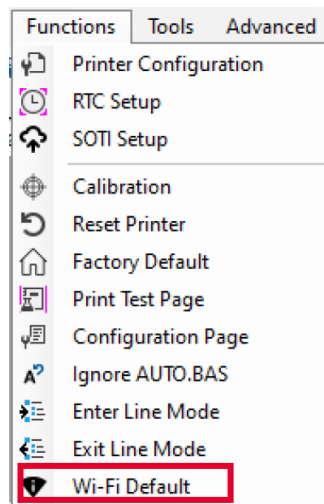 Functions Tools Advanced
Printer Configuration
RTC Setup
SOTI Setup
Calibration
Reset Printer
Factory Default
Print Test Page
Configuration Page
Ignore AUTO.BAS
Enter Line Mode
Exit Line Mode
Wi-Fi Default